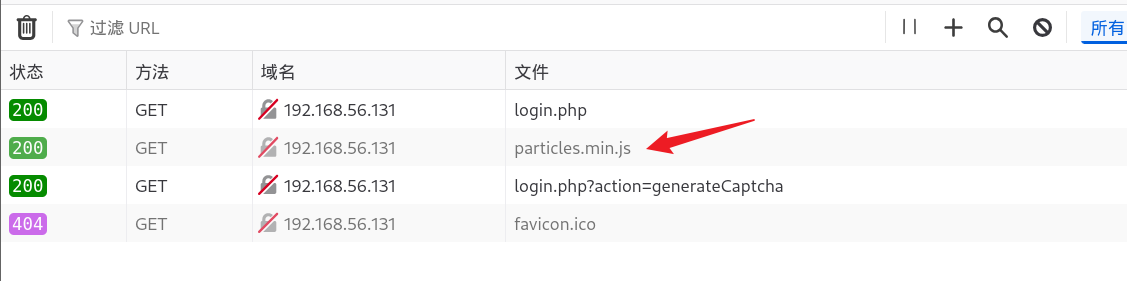 过滤 URL
所有
状态 方法 域名 文件
200 GET 192.168.56.131 login.php
200 GET 192.168.56.131 particles.min.js
200 GET 192.168.56.131 login.php?action=generateCaptcha
404 GET 192.168.56.131 favicon.ico